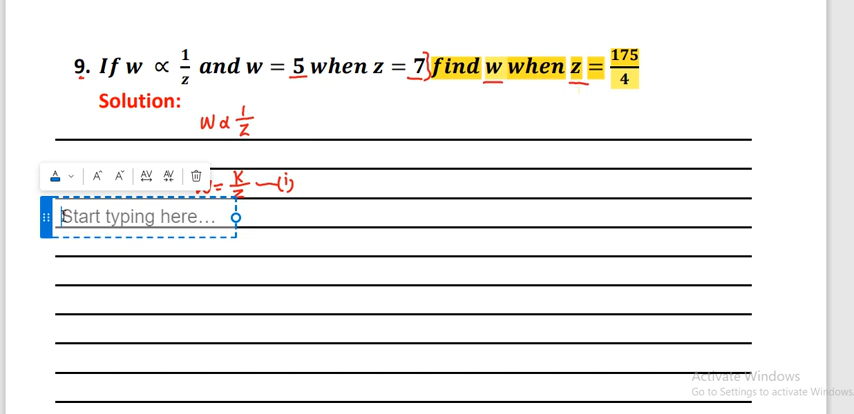 9. If w ∝ 1/z and w = 5 when z = 7 find w when z = 175/4
Solution:
w ∝ 1/z
= K/z —(i)
Start typing here...
Activate Windows
Go to Settings to activate Windows.